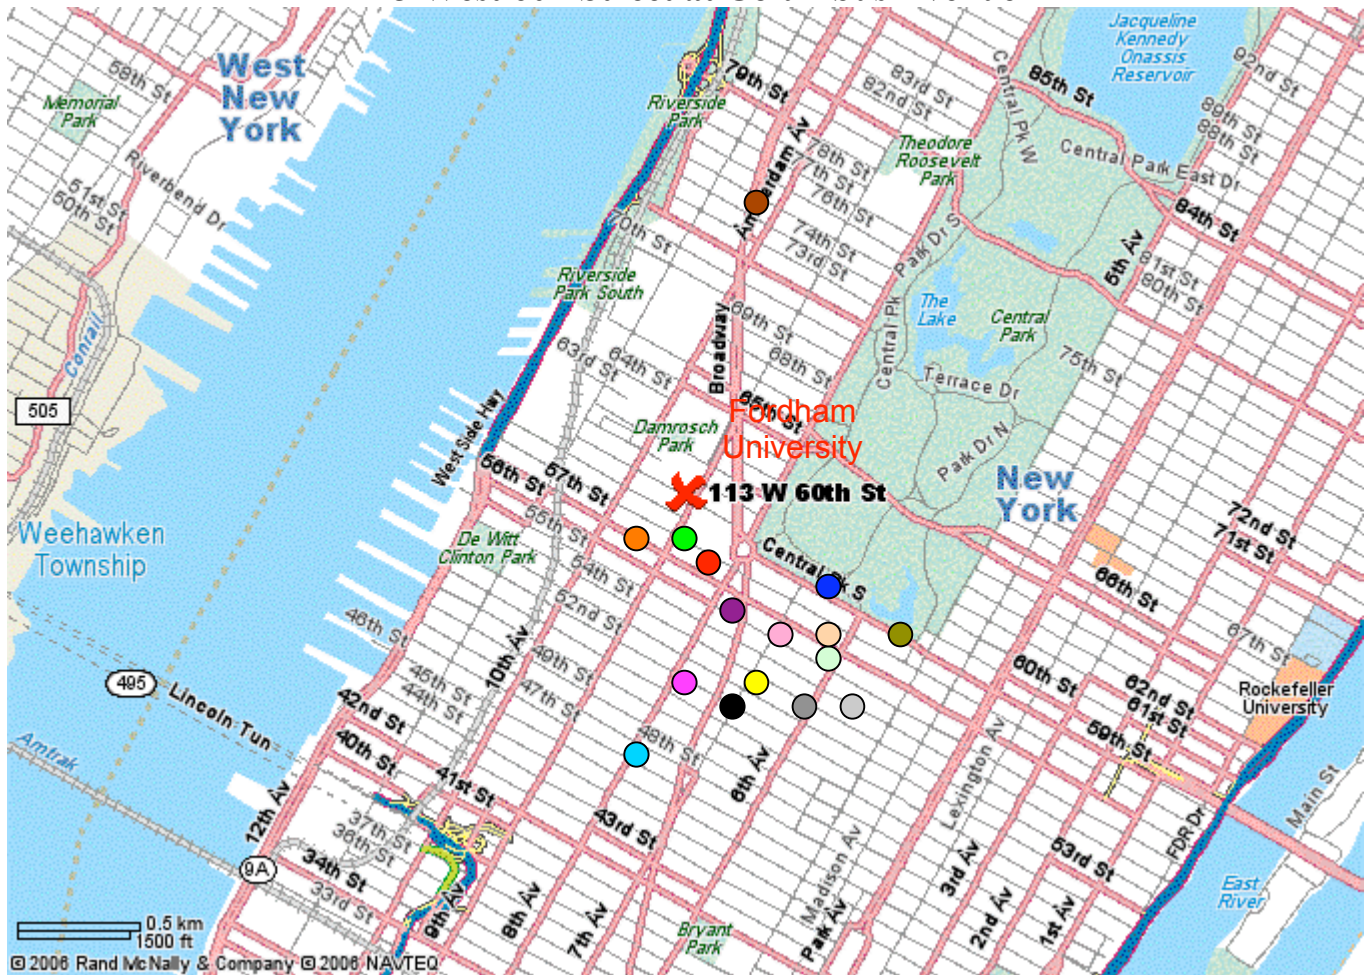 West
New
York
58th St
Memorial
Park
Riverbend Dr
51st St
50th St
Conrail
505
Weehawken
Township
495
Lincoln Tun
Amtrak
Riverside
Park
79th St
Riverside
Park South
Broadway
78th St
77th St
76th St
74th St
73rd St
69th St
68th St
65th St
64th St
63rd St
83rd St
82nd St
Theodore
Roosevelt
Park
Central Pk W
85th St
Jacqueline
Kennedy
Onassis
Reservoir
92nd St
89th St
88th St
Central Park East Dr
84th St
5th Av
81st St
80th St
Park Dr S
The
Lake
Central
Park
Central Pk
75th St
Terrace Dr
Park Dr N
Damrosch
Park
Fordham
University
113 W 60th St
West Side Hwy
56th St
57th St
55th St
54th St
52nd St
De Witt
Clinton Park
Central Pk S
New
York
72nd St
71st St
66th St
67th St
Rockefeller
University
60th St
62nd St
61st St
59th St
46th St
45th St
44th St
49th St
47th St
48th St
10th Av
42nd St
40th St
41st St
43rd St
12th Av
37th St
36th St
34th St
33rd St
9A
9th Av
8th Av
7th Av
6th Av
Bryant
Park
Madison Av
Park Av
Lexington Av
3rd Av
2nd Av
1st Av
53rd St
FDR Dr
Main St
East
River
0.5 km
1500 ft
© 2006 Rand McNally & Company © 2006 NAVTEQ